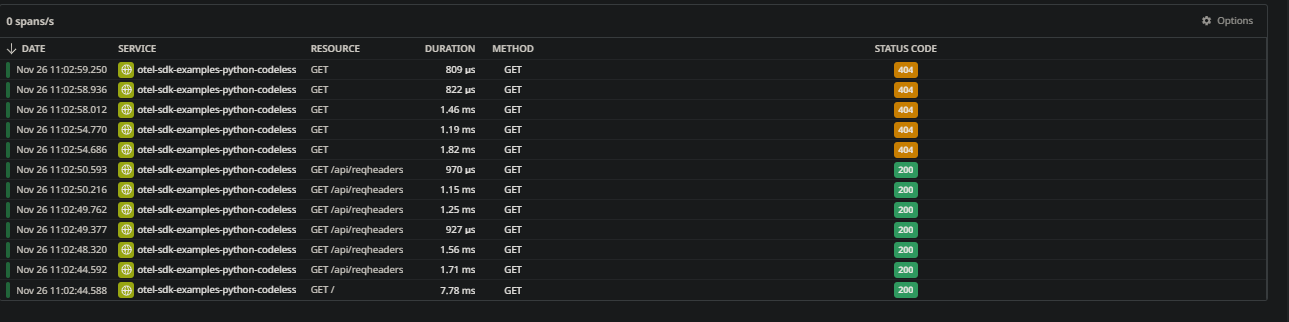 0 spans/s Options
DATE SERVICE RESOURCE DURATION METHOD STATUS CODE
Nov 26 11:02:59.250 otel-sdk-examples-python-codeless GET 809 µs GET 404
Nov 26 11:02:58.936 otel-sdk-examples-python-codeless GET 822 µs GET 404
Nov 26 11:02:58.012 otel-sdk-examples-python-codeless GET 1.46 ms GET 404
Nov 26 11:02:54.770 otel-sdk-examples-python-codeless GET 1.19 ms GET 404
Nov 26 11:02:54.686 otel-sdk-examples-python-codeless GET 1.82 ms GET 404
Nov 26 11:02:50.593 otel-sdk-examples-python-codeless GET /api/reqheaders 970 µs GET 200
Nov 26 11:02:50.216 otel-sdk-examples-python-codeless GET /api/reqheaders 1.15 ms GET 200
Nov 26 11:02:49.762 otel-sdk-examples-python-codeless GET /api/reqheaders 1.25 ms GET 200
Nov 26 11:02:49.377 otel-sdk-examples-python-codeless GET /api/reqheaders 927 µs GET 200
Nov 26 11:02:48.320 otel-sdk-examples-python-codeless GET /api/reqheaders 1.56 ms GET 200
Nov 26 11:02:44.592 otel-sdk-examples-python-codeless GET /api/reqheaders 1.71 ms GET 200
Nov 26 11:02:44.588 otel-sdk-examples-python-codeless GET / 7.78 ms GET 200